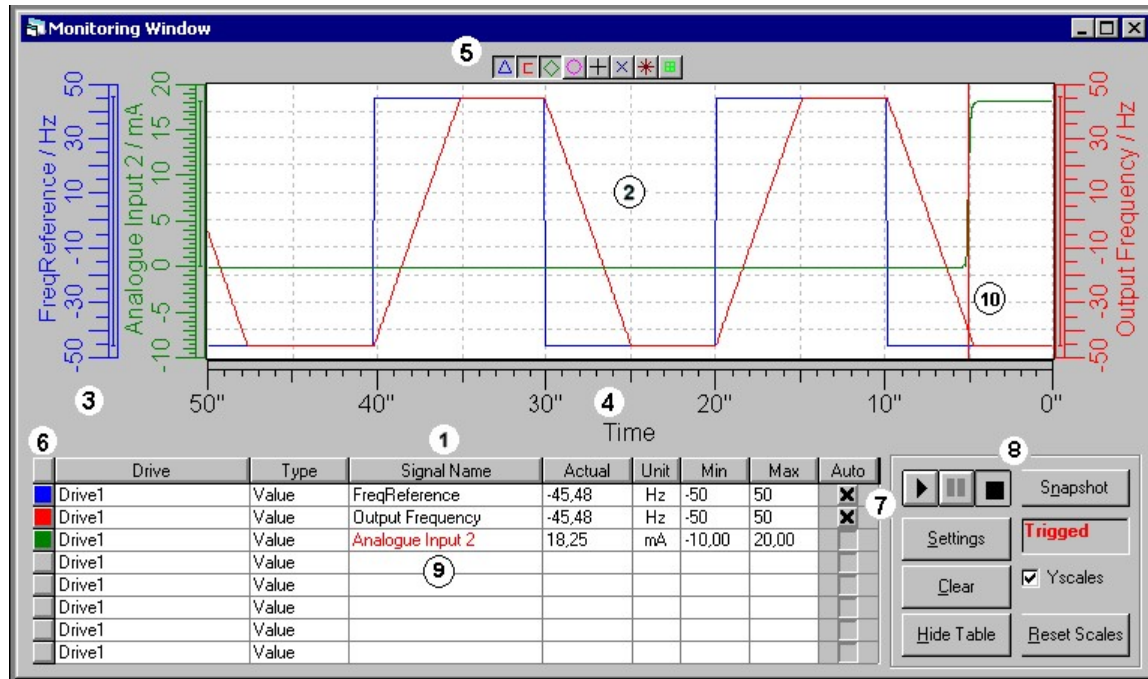 Monitoring Window
5
50 30 10 -10 -30 -50
FreqReference / Hz
20 15 10 5 0 -5 -10
Analogue Input 2 / mA
50 30 10 -10 -30 -50
Output Frequency / Hz
2
10
3
50" 40" 30" 20" 10" 0"
4
Time
6
1
8
Drive Type Signal Name Actual Unit Min Max Auto
Drive1 Value FreqReference -45,48 Hz -50 50
Drive1 Value Output Frequency -45,48 Hz -50 50
Drive1 Value Analogue Input 2 18,25 mA -10,00 20,00
Drive1 Value
Drive1 Value
Drive1 Value
Drive1 Value
Drive1 Value
9
7
Snapshot
Settings
Trigged
Clear
Yscales
Hide Table
Reset Scales